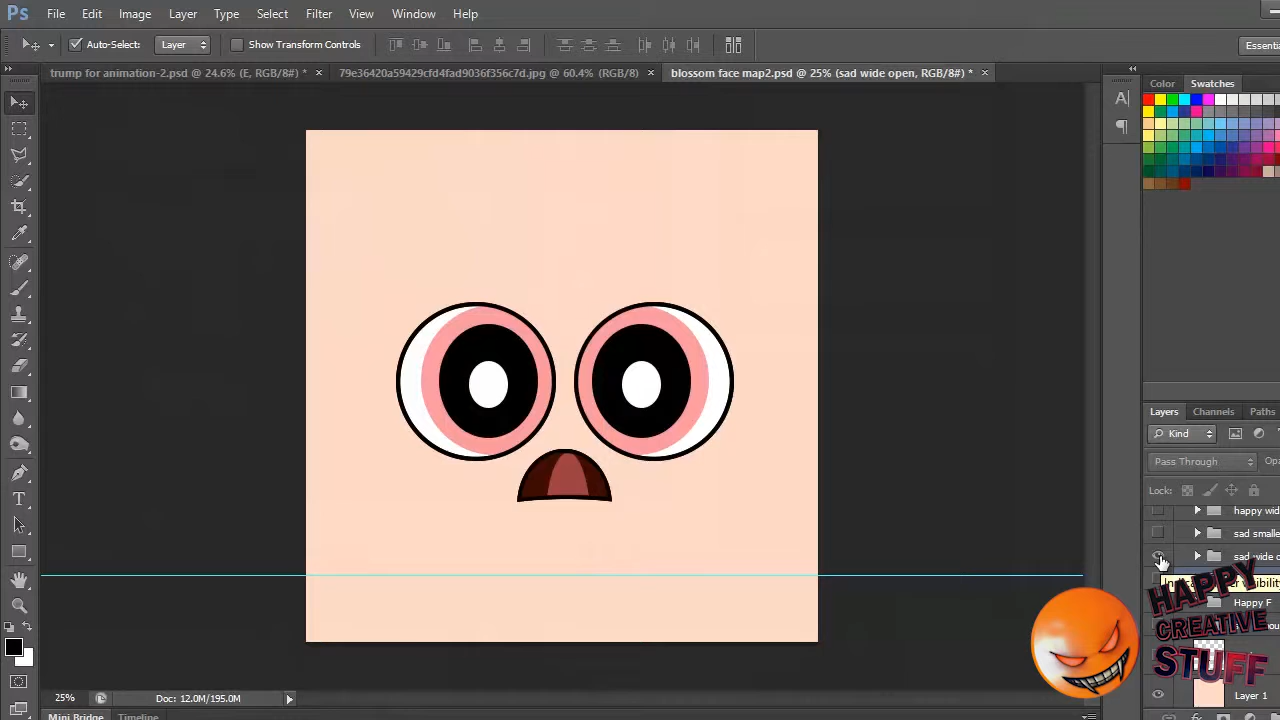 Ps File Edit Image Layer Type Select Filter View Window Help
Auto-Select: Layer Show Transform Controls Essenti
trump for animation-2.psd @ 24.6% (E, RGB/8#) * × 79e36420a59429cfd4fad9036f356c7d.jpg @ 60.4% (RGB/8) × blossom face map2.psd @ 25% (sad wide open, RGB/8#) * ×
Color Swatches
Layers Channels Paths
Kind
Pass Through Opa
Lock:
happy wid
sad smalle
sad wide o
Happy F
Layer 1
HAPPY
CREATIVE
STUFF
25% Doc: 12.0M/195.0M
Mini Bridge Timeline